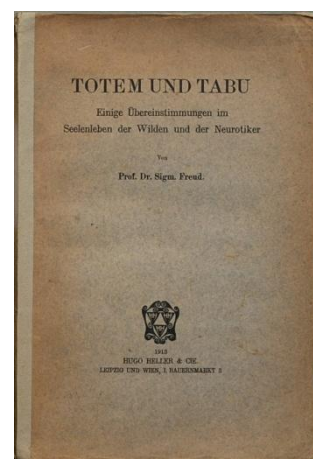 TOTEM UND TABU
Einige Übereinstimmungen im
Seelenleben der Wilden und der Neurotiker
Von
Prof. Dr. Sigm. Freud.
1913
HUGO HELLER & CIE.
LEIPZIG UND WIEN, I. BAUERNMARKT 3